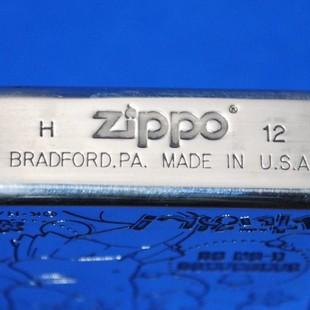 H zippo® 12
BRADFORD,PA. MADE IN U.S.A